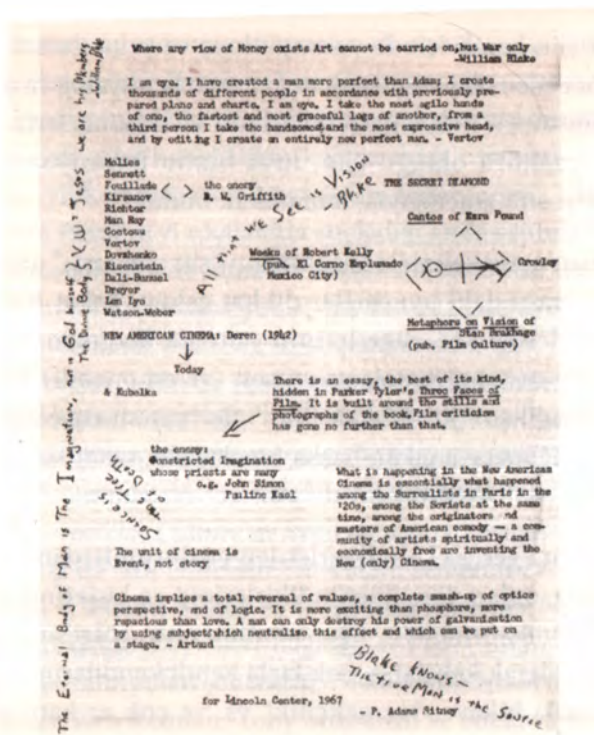 Where any view of Money exists Art cannot be carried on, but War only
-William Blake
I am eye. I have created a man more perfect than Adam; I create
thousands of different people in accordance with previously pre-
pared plans and charts. I am eye. I take the most agile hands
of one, the fastest and most graceful legs of another, from a
third person I take the handsomest and the most expressive head,
and by editing I create an entirely new perfect man. - Vertov
Melies
Sennett
Feuillade
Kirsanov
Richter
Man Ray
Cocteau
Vertov
Dovzhenko
Eisenstein
Dali-Bunuel
Dreyer
Len Lye
Watson-Weber
< > the enemy
D. W. Griffith
All that we See is Vision
- Blake
THE SECRET DIAMOND
Cantos of Ezra Pound
Weeks of Robert Kelly
(pub. El Corno Emplumado
Mexico City)
Crowley
Metaphors on Vision of
Stan Brakhage
(pub. Film Culture)
NEW AMERICAN CINEMA: Deren (1942)
Today
& Kubelka
There is an essay, the best of its kind,
hidden in Parker Tyler's Three Faces of
Film. It is built around the stills and
photographs of the book. Film criticism
has gone no further than that.
the enemy:
Constricted Imagination
whose priests are many
e.g. John Simon
Pauline Kael
Science is
the Tree
of Death
What is happening in the New American
Cinema is essentially what happened
among the Surrealists in Paris in the
'20s, among the Soviets at the same
time, among the originators and
masters of American comedy — a com-
munity of artists spiritually and
economically free re inventing the
New (only) Cinema.
The unit of cinema is
Event, not story
Cinema implies a total reversal of values, a complete smash-up of optics
perspective, and of logic. It is more exciting than phosphore, more
rapacious than love. A man can only destroy his power of galvanisation
by using subject which neutralise this effect and which can be put on
a stage. - Artaud
Blake knows -
The true Man is the Source
for Lincoln Center, 1967
- P. Adams Sitney
The Eternal Body of Man is The Imagination, God himself
The Divine Body Jesus we are his Members
William Blake